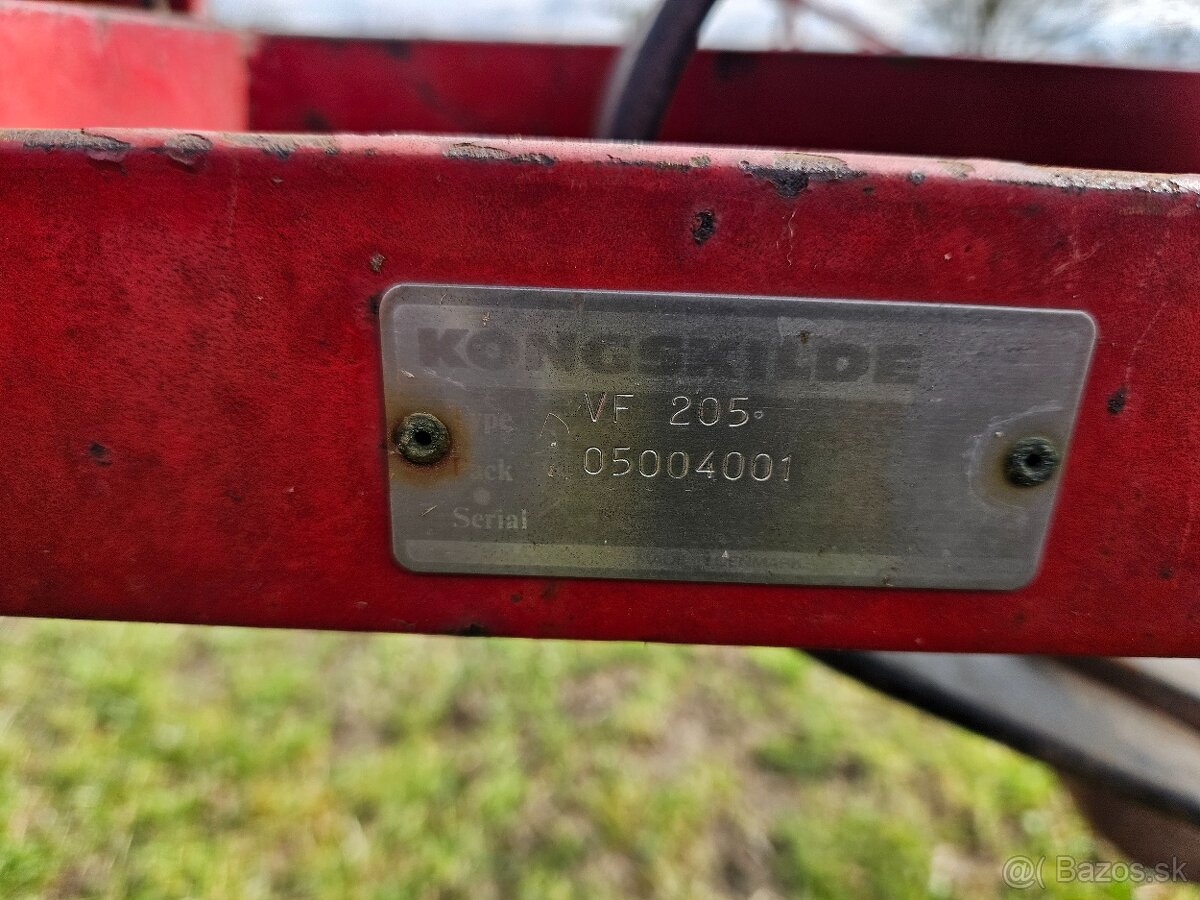 KONGSKILDE
VF 205
05004001
Serial
@ Bazos.sk